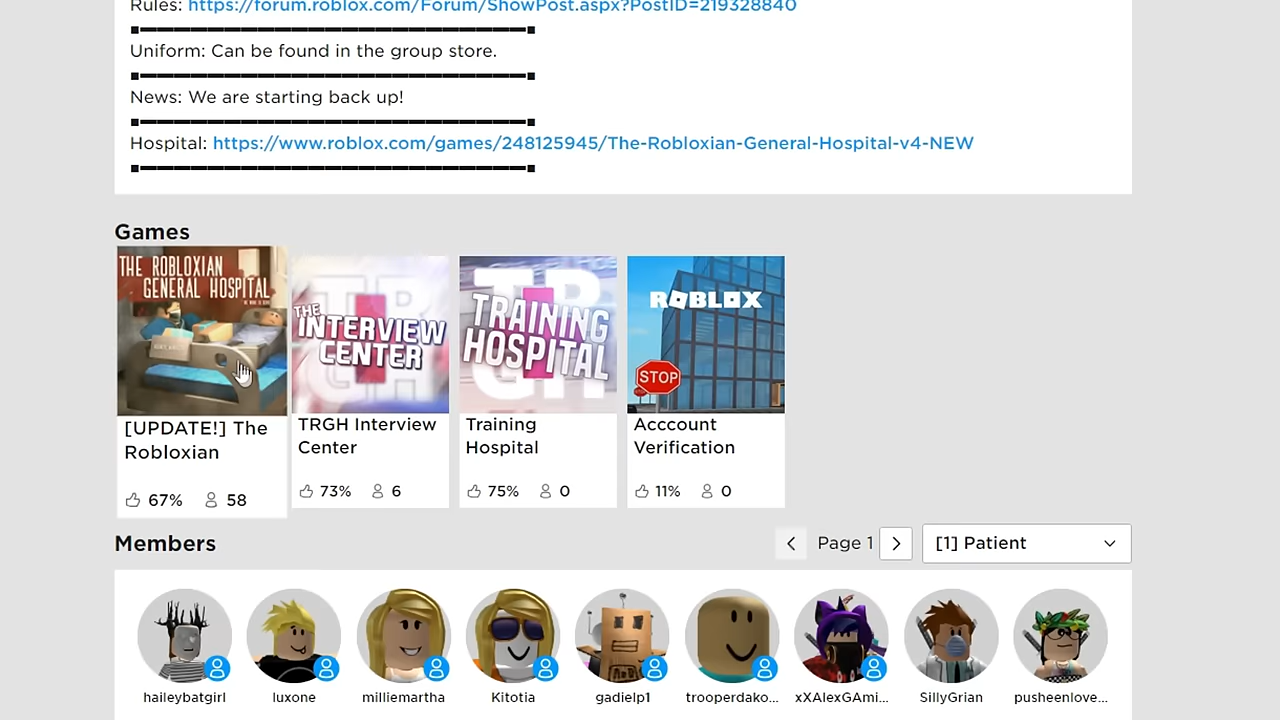 Rules: https://forum.roblox.com/Forum/ShowPost.aspx?PostID=219328840
Uniform: Can be found in the group store.
News: We are starting back up!
Hospital: https://www.roblox.com/games/248125945/The-Robloxian-General-Hospital-v4-NEW
Games
THE ROBLOXIAN
GENERAL HOSPITAL
THE
INTERVIEW
CENTER
TRAINING
HOSPITAL
ROBLOX
STOP
[UPDATE!] The
Robloxian
67% 58
TRGH Interview
Center
73% 6
Training
Hospital
75% 0
Acccount
Verification
11% 0
Members
Page 1
[1] Patient
haileybatgirl
luxone
milliemartha
Kitotia
gadielp1
trooperdako...
xXAlexGAmi...
SillyGrian
pusheenlove...